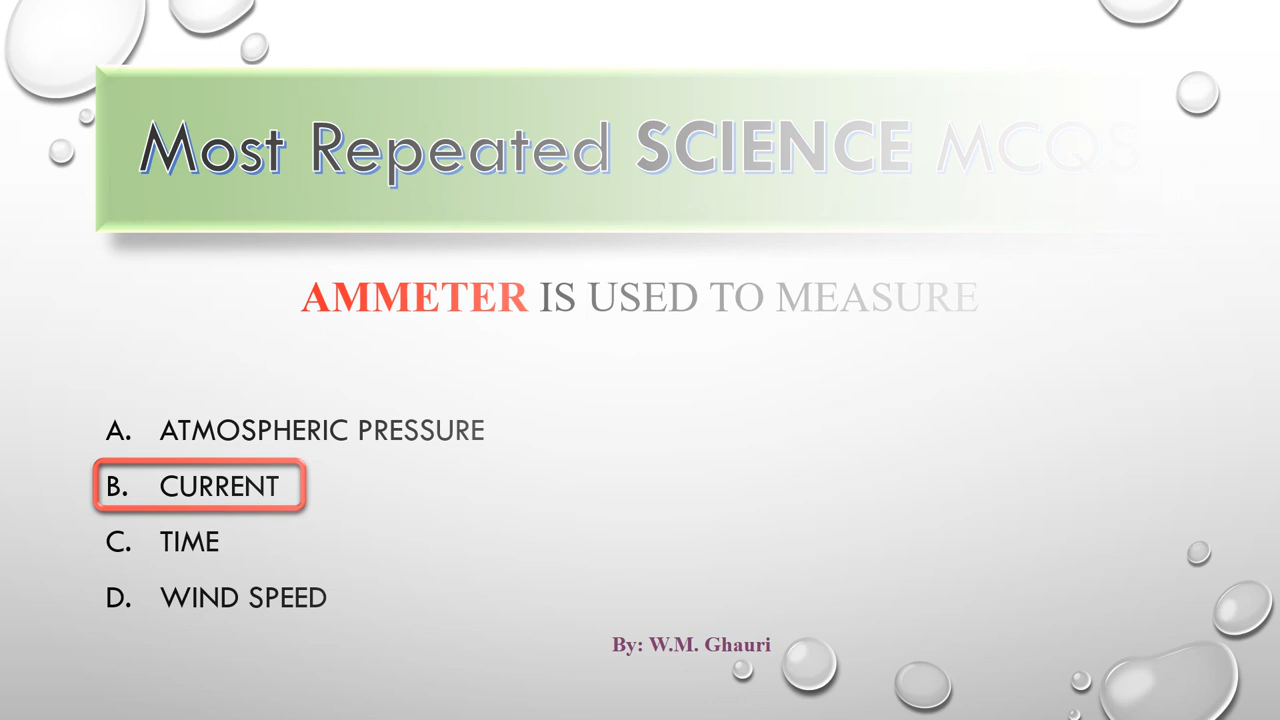 Most Repeated SCIENCE MCQS
AMMETER IS USED TO MEASURE
A. ATMOSPHERIC PRESSURE
B. CURRENT
C. TIME
D. WIND SPEED
By: W.M. Ghauri